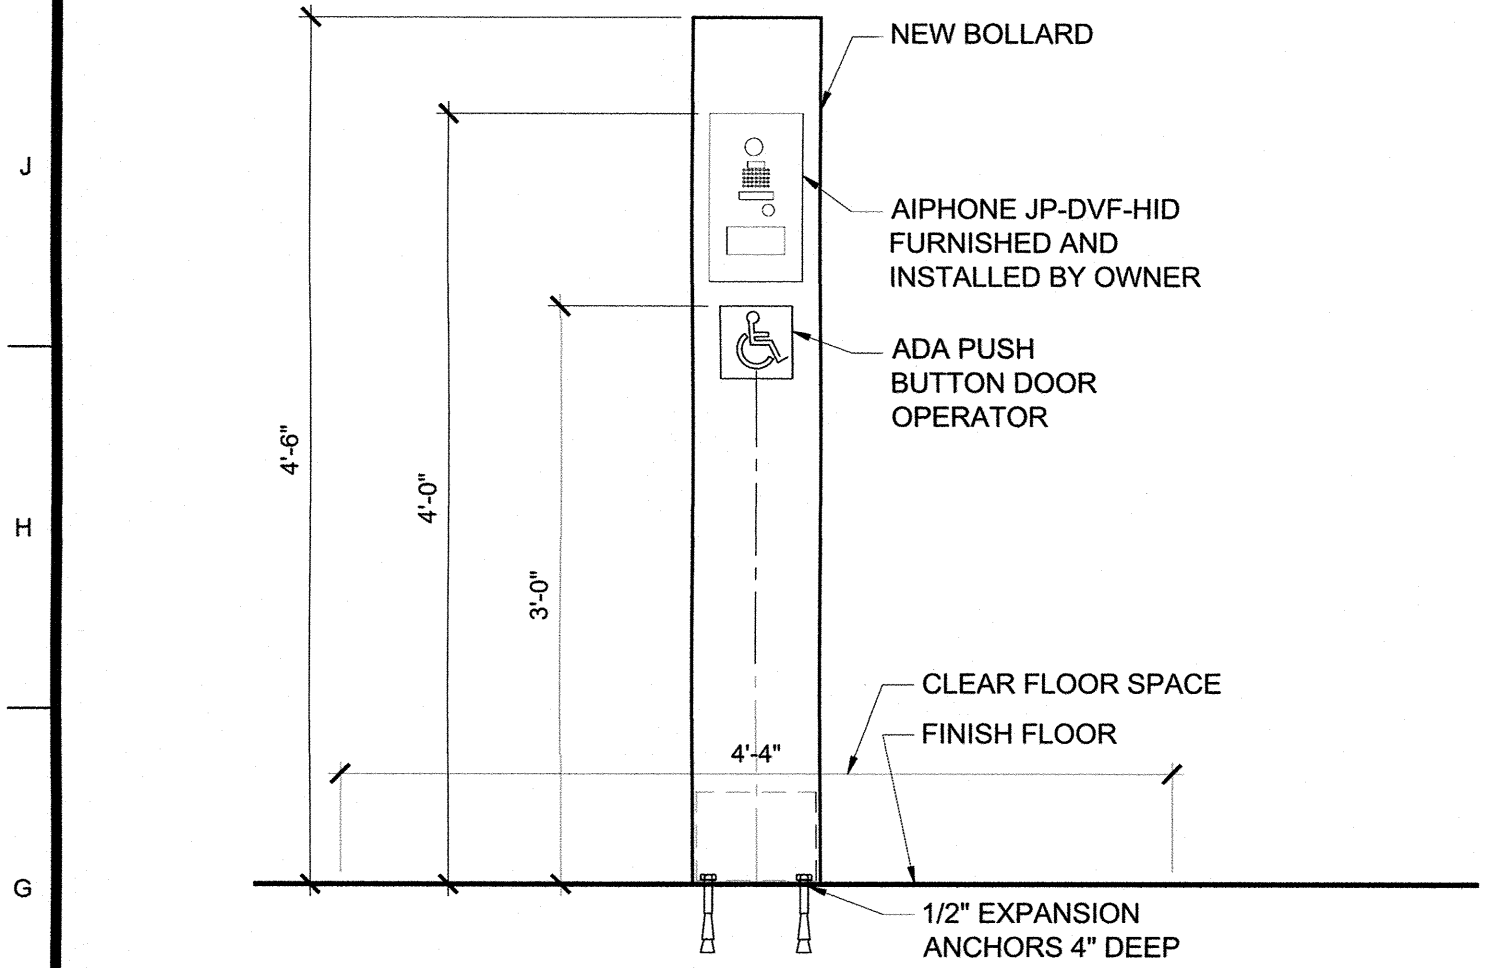 NEW BOLLARD
J
AIPHONE JP-DVF-HID
FURNISHED AND
INSTALLED BY OWNER
ADA PUSH
BUTTON DOOR
OPERATOR
4'-6"
4'-0"
H
3'-0"
CLEAR FLOOR SPACE
FINISH FLOOR
4'-4"
G
1/2" EXPANSION
ANCHORS 4" DEEP